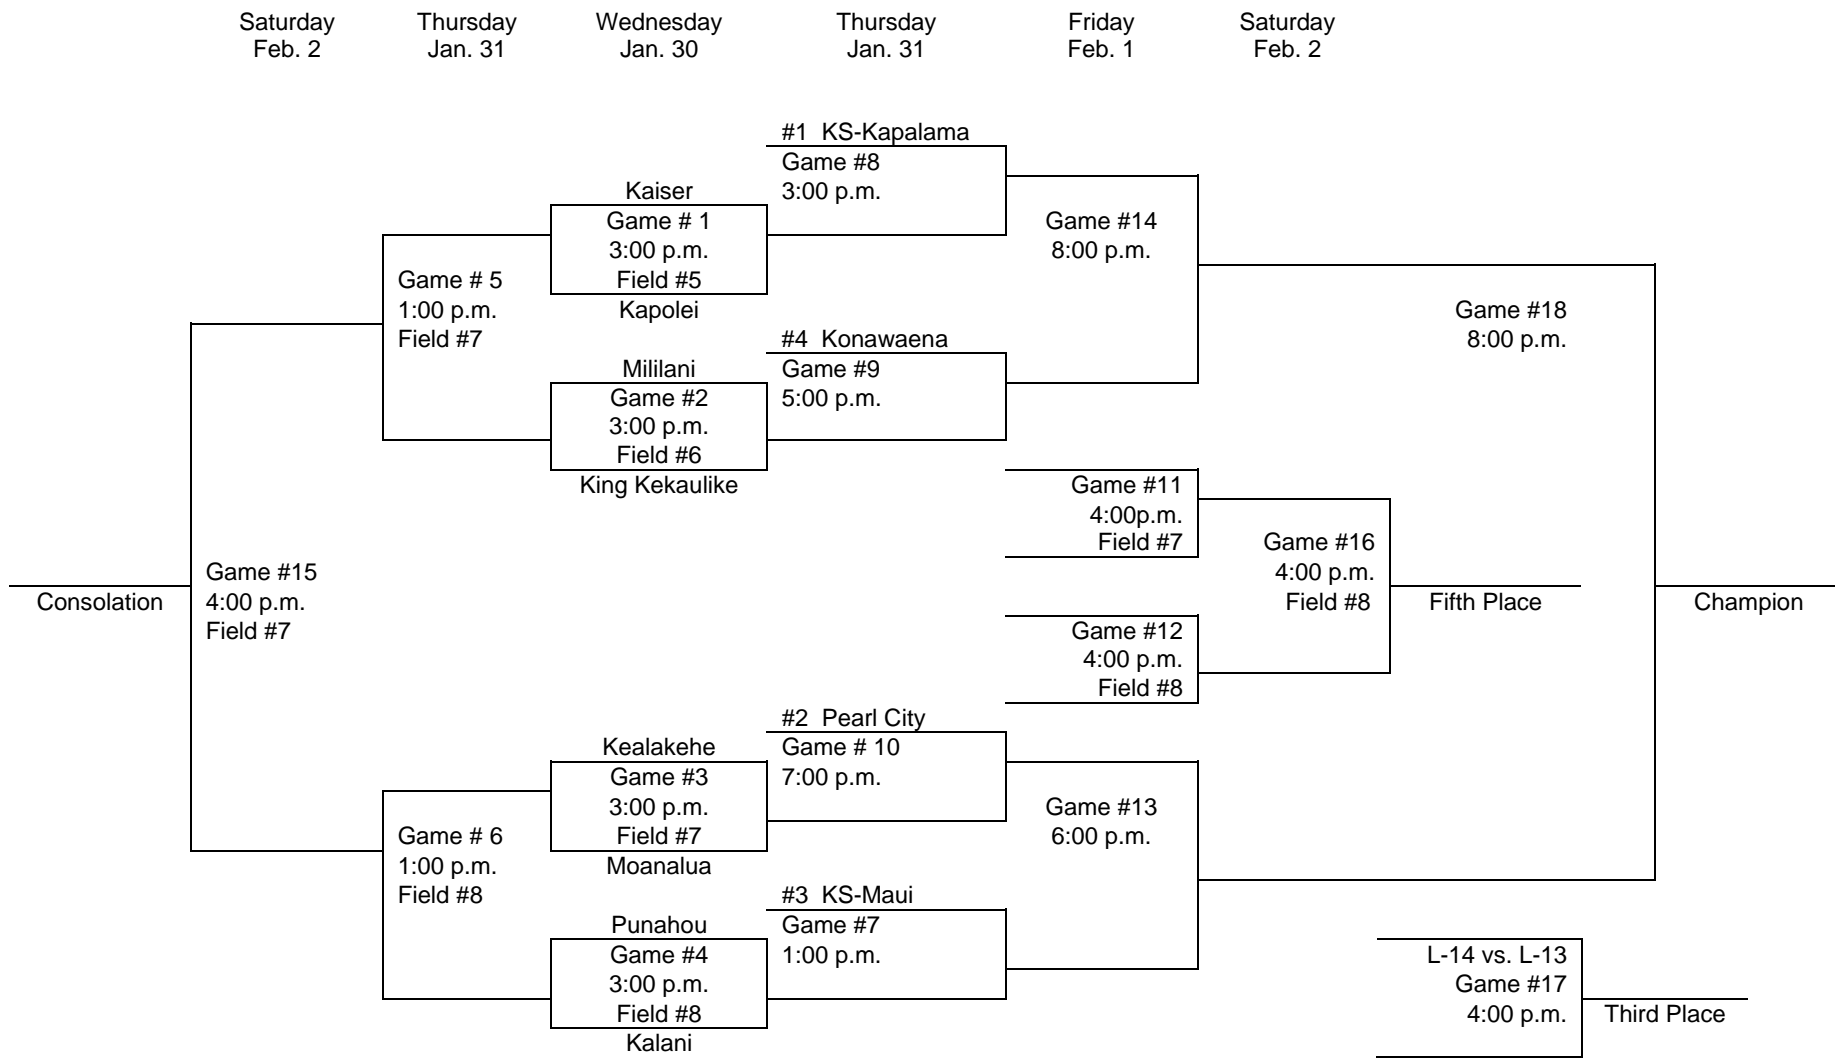 Saturday
Feb. 2
Thursday
Jan. 31
Wednesday
Jan. 30
Thursday
Jan. 31
Friday
Feb. 1
Saturday
Feb. 2
#1 KS-Kapalama
Game #8
3:00 p.m.
Kaiser
Game # 1
3:00 p.m.
Field #5
Kapolei
Game #14
8:00 p.m.
Game # 5
1:00 p.m.
Field #7
Game #18
8:00 p.m.
#4 Konawaena
Game #9
5:00 p.m.
Mililani
Game #2
3:00 p.m.
Field #6
King Kekaulike
Game #11
4:00p.m.
Field #7
Game #16
4:00 p.m.
Field #8
Fifth Place
Champion
Game #15
4:00 p.m.
Field #7
Consolation
Game #12
4:00 p.m.
Field #8
#2 Pearl City
Game # 10
7:00 p.m.
Kealakehe
Game #3
3:00 p.m.
Field #7
Moanalua
Game #13
6:00 p.m.
Game # 6
1:00 p.m.
Field #8
#3 KS-Maui
Game #7
1:00 p.m.
Punahou
Game #4
3:00 p.m.
Field #8
Kalani
L-14 vs. L-13
Game #17
4:00 p.m.
Third Place